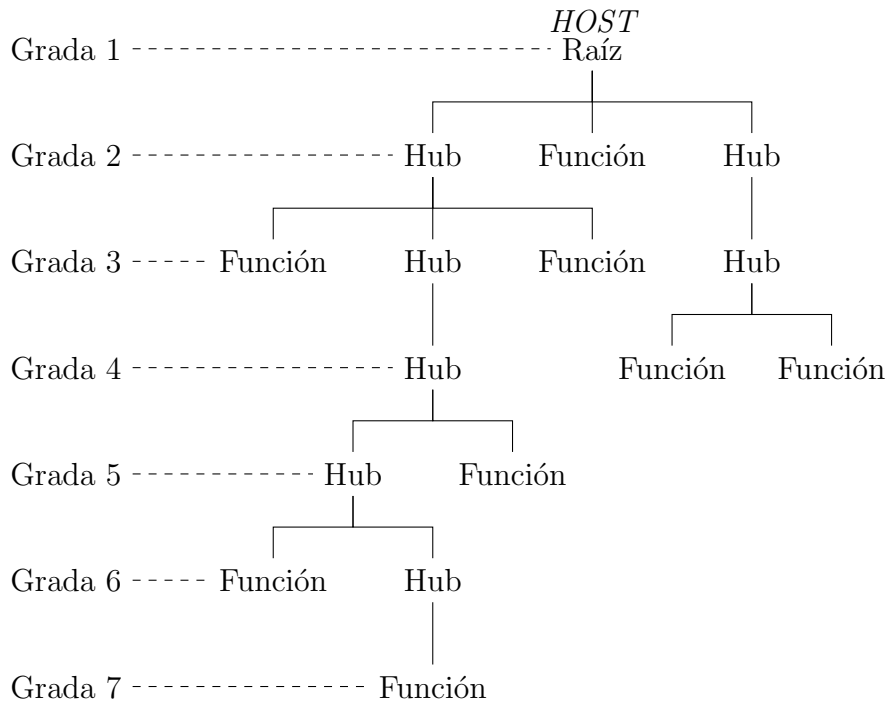 HOST
Grada 1 Raíz
Grada 2 Hub Función Hub
Grada 3 Función Hub Función Hub
Grada 4 Hub Función Función
Grada 5 Hub Función
Grada 6 Función Hub
Grada 7 Función